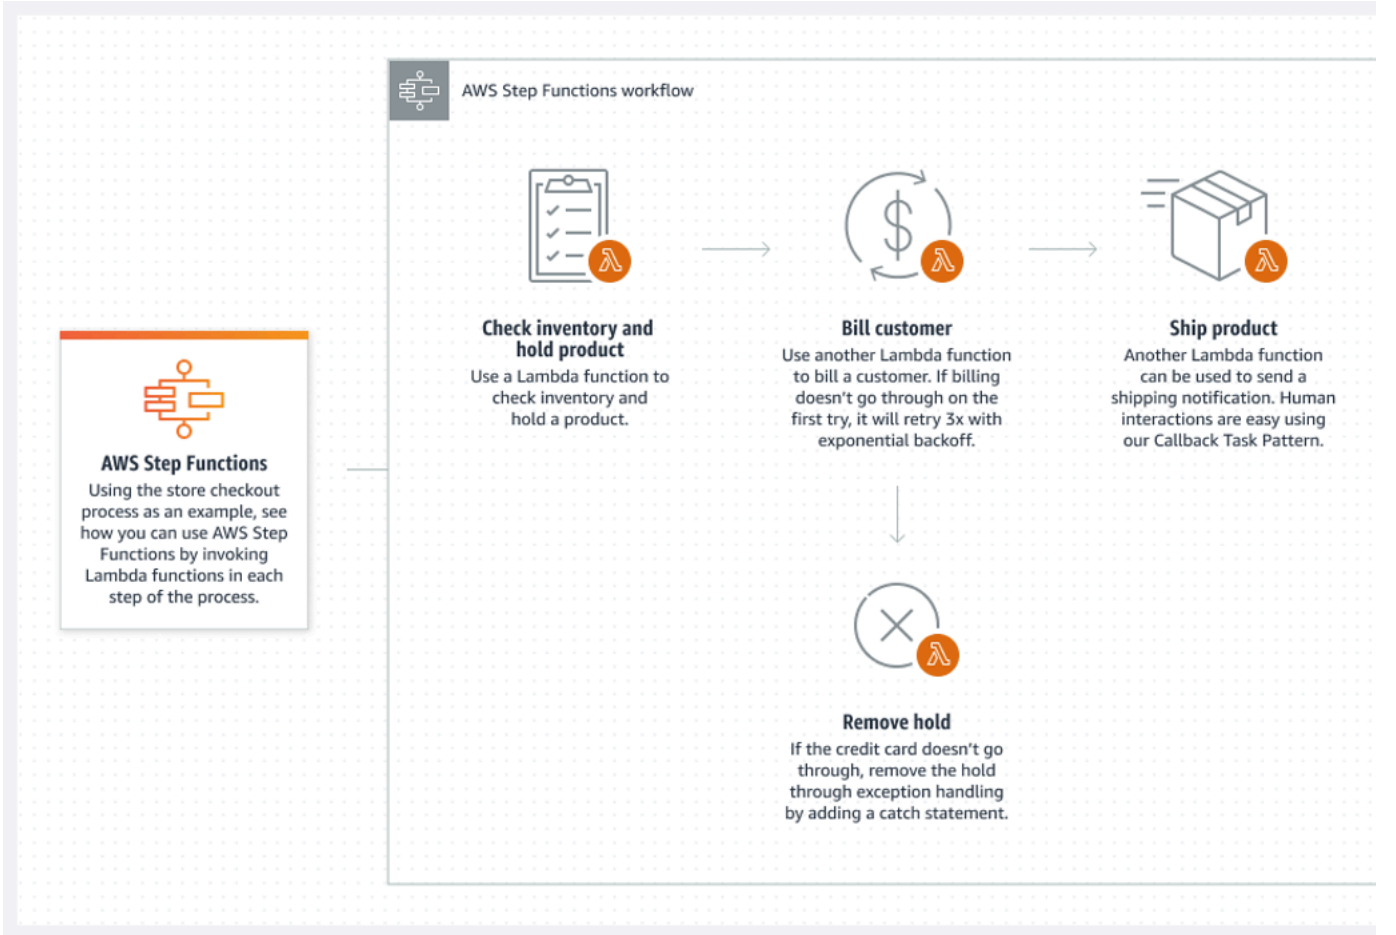 AWS Step Functions workflow
Check inventory and
hold product
Use a Lambda function to
check inventory and
hold a product.
Bill customer
Use another Lambda function
to bill a customer. If billing
doesn't go through on the
first try, it will retry 3x with
exponential backoff.
Ship product
Another Lambda function
can be used to send a
shipping notification. Human
interactions are easy using
our Callback Task Pattern.
AWS Step Functions
Using the store checkout
process as an example, see
how you can use AWS Step
Functions by invoking
Lambda functions in each
step of the process.
Remove hold
If the credit card doesn't go
through, remove the hold
through exception handling
by adding a catch statement.